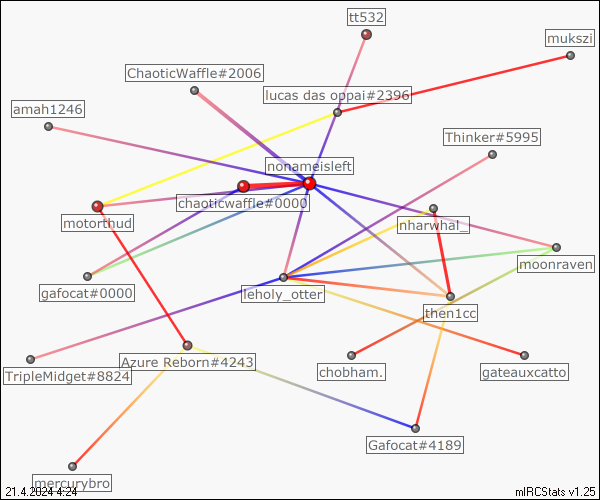 tt532
mukszi
ChaoticWaffle#2006
lucas das oppai#2396
amah1246
Thinker#5995
nonameisleft
chaoticwaffle#0000
motorthud
nharwhal_
moonraven
gafocat#0000
leholy_otter
then1cc
Azure Reborn#4243
TripleMidget#8824
chobham.
gateauxcatto
Gafocat#4189
mercurybro
21.4.2024 4:24
mIRCStats v1.25